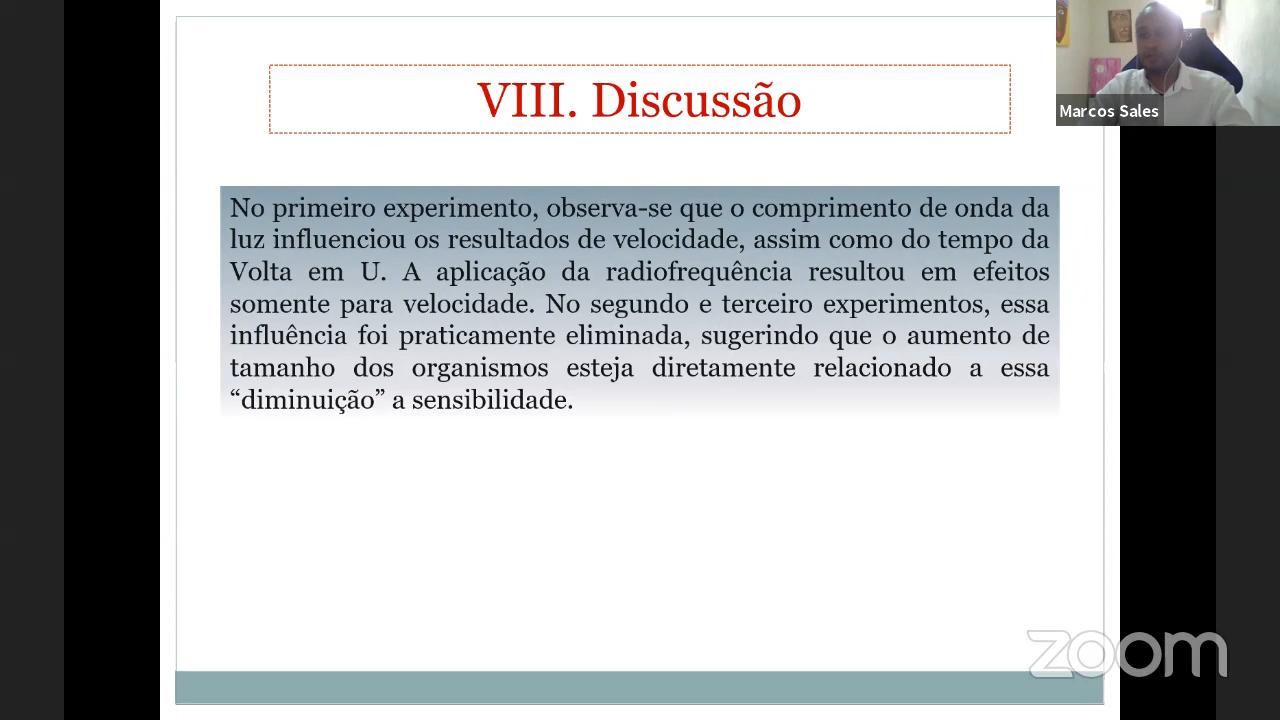 VIII. Discussão
Marcos Sales
No primeiro experimento, observa-se que o comprimento de onda da
luz influenciou os resultados de velocidade, assim como do tempo da
Volta em U. A aplicação da radiofrequência resultou em efeitos
somente para velocidade. No segundo e terceiro experimentos, essa
influência foi praticamente eliminada, sugerindo que o aumento de
tamanho dos organismos esteja diretamente relacionado a essa
“diminuição” a sensibilidade.
zoom